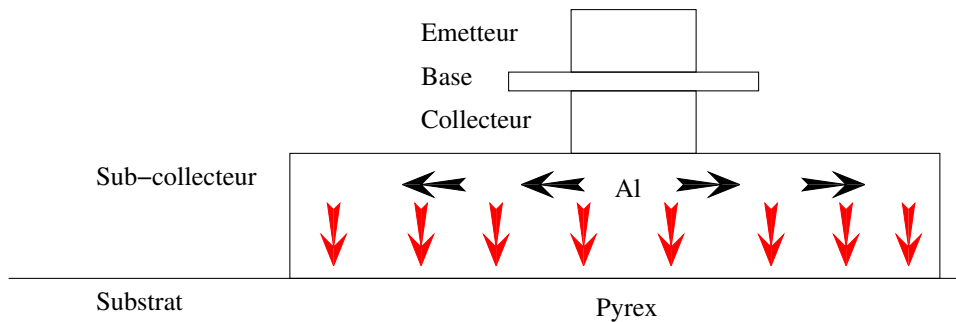 Emetteur
Base
Collecteur
Sub−collecteur
Al
Substrat
Pyrex